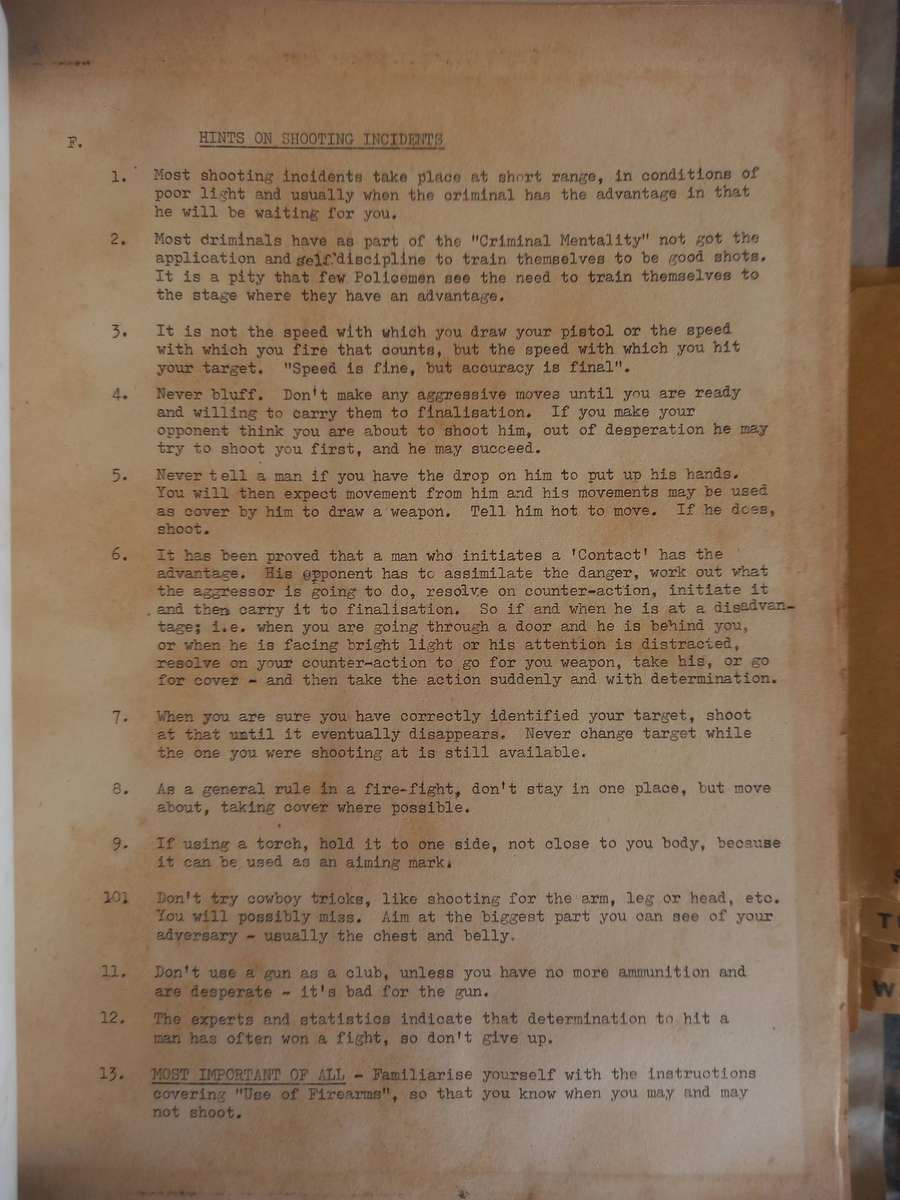 F. HINTS ON SHOOTING INCIDENTS
1. Most shooting incidents take place at short range, in conditions of
poor light and usually when the criminal has the advantage in that
he will be waiting for you.
2. Most driminals have as part of the "Criminal Mentality" not got the
application and self discipline to train themselves to be good shots.
It is a pity that few Policemen see the need to train themselves to
the stage where they have an advantage.
3. It is not the speed with which you draw your pistol or the speed
with which you fire that counts, but the speed with which you hit
your target. "Speed is fine, but accuracy is final".
4. Never bluff. Don't make any aggressive moves until you are ready
and willing to carry them to finalisation. If you make your
opponent think you are about to shoot him, out of desperation he may
try to shoot you first, and he may succeed.
5. Never tell a man if you have the drop on him to put up his hands.
You will then expect movement from him and his movements may be used
as cover by him to draw a weapon. Tell him hot to move. If he does,
shoot.
6. It has been proved that a man who initiates a 'Contact' has the
advantage. His opponent has to assimilate the danger, work out what
the aggressor is going to do, resolve on counter-action, initiate it
and then carry it to finalisation. So if and when he is at a disadvan-
tage; i.e. when you are going through a door and he is behind you,
or when he is facing bright light or his attention is distracted,
resolve on your counter-action to go for you weapon, take his, or go
for cover - and then take the action suddenly and with determination.
7. When you are sure you have correctly identified your target, shoot
at that until it eventually disappears. Never change target while
the one you were shooting at is still available.
8. As a general rule in a fire-fight, don't stay in one place, but move
about, taking cover where possible.
9. If using a torch, hold it to one side, not close to you body, because
it can be used as an aiming mark.
101 Don't try cowboy tricks, like shooting for the arm, leg or head, etc.
You will possibly miss. Aim at the biggest part you can see of your
adversary - usually the chest and belly.
11. Don't use a gun as a club, unless you have no more ammunition and
are desperate - it's bad for the gun.
12. The experts and statistics indicate that determination to hit a
man has often won a fight, so don't give up.
13. MOST IMPORTANT OF ALL - Familiarise yourself with the instructions
covering "Use of Firearms", so that you know when you may and may
not shoot.